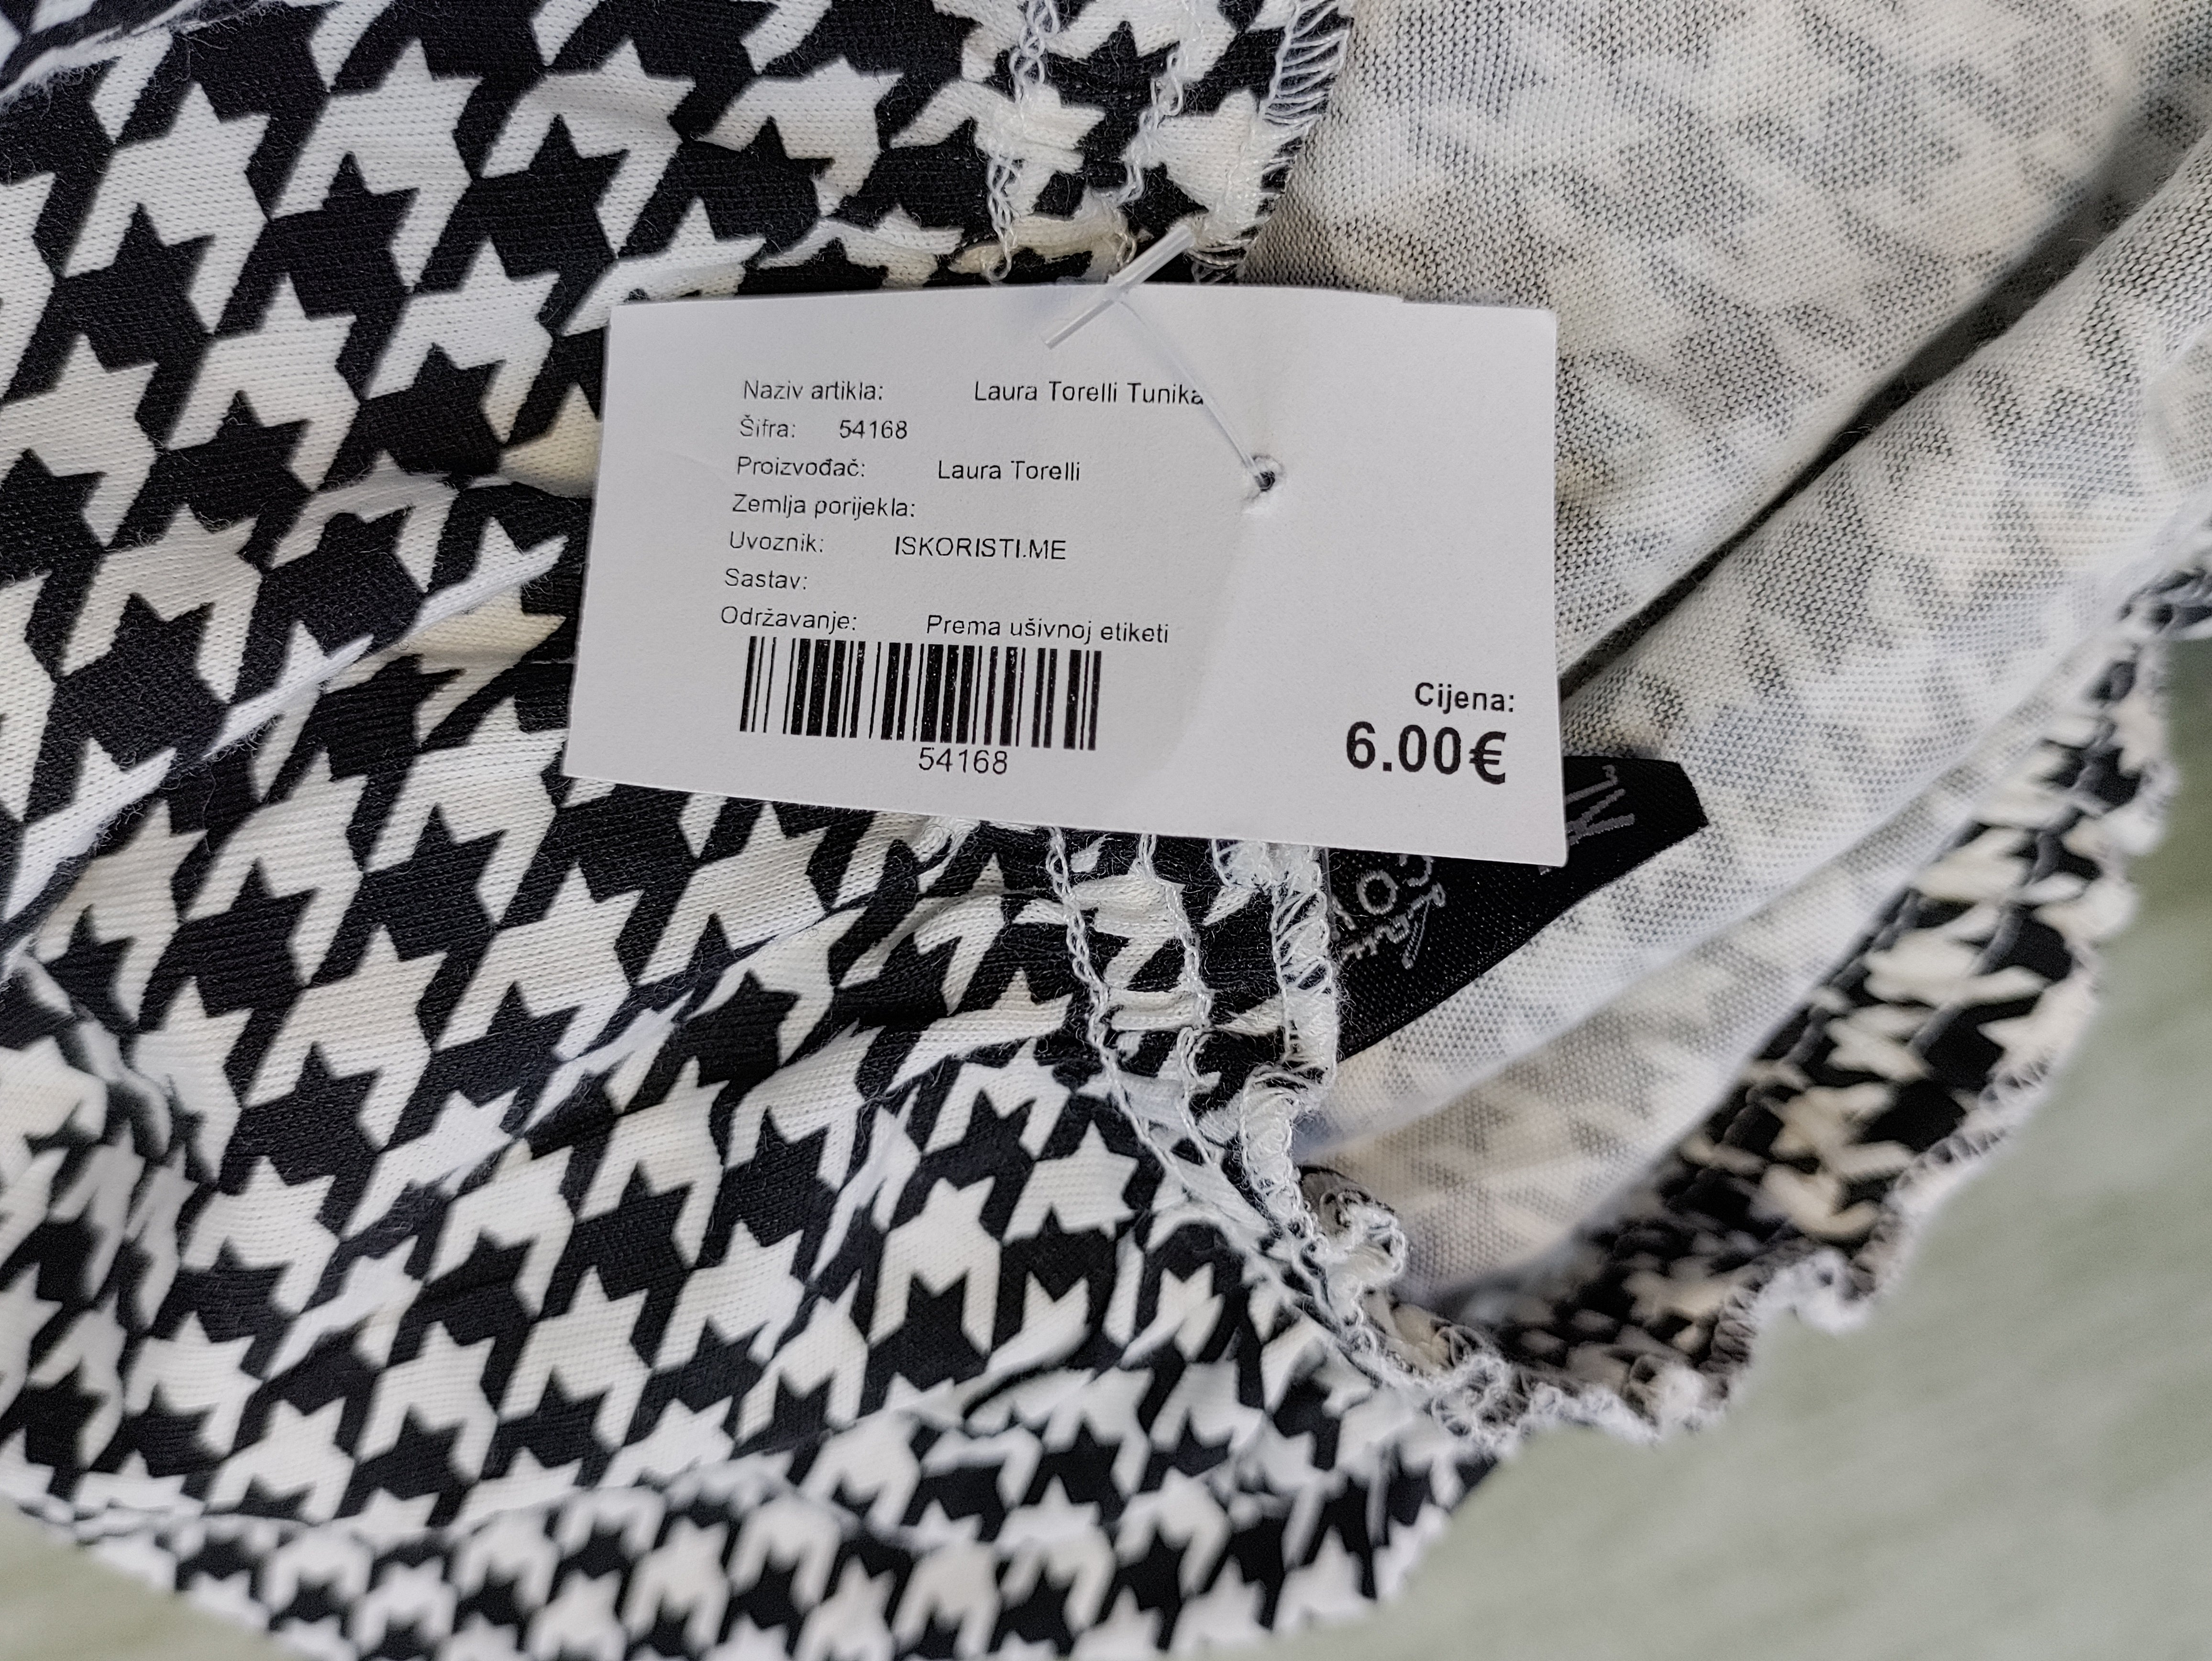 Naziv artikla: Laura Torelli Tunika
Šifra: 54168
Proizvođač: Laura Torelli
Zemlja porijekla:
Uvoznik: ISKORISTI.ME
Sastav:
Održavanje: Prema ušivnoj etiketi
54168
Cijena:
6.00€